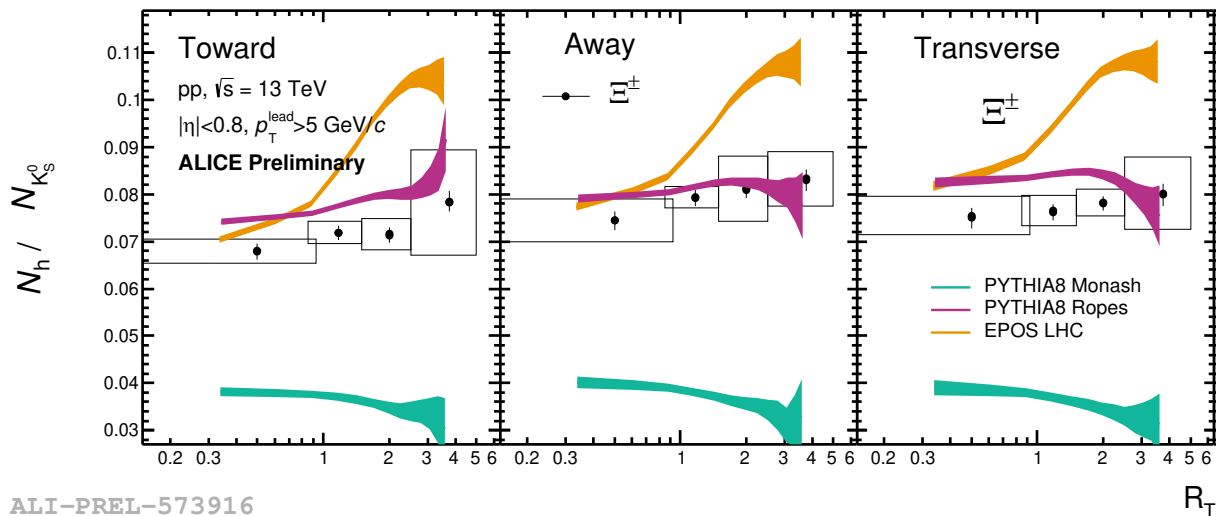 Toward
pp, √s = 13 TeV
|η|<0.8, p_T^lead>5 GeV/c
ALICE Preliminary
Away
Ξ±
Transverse
Ξ±
PYTHIA8 Monash
PYTHIA8 Ropes
EPOS LHC
N_h / N_K⁰_S
0.11
0.1
0.09
0.08
0.07
0.06
0.05
0.04
0.03
0.2 0.3 1 2 3 4 5 6 0.2 0.3 1 2 3 4 5 6 0.2 0.3 1 2 3 4 5 6
R_T
ALI-PREL-573916